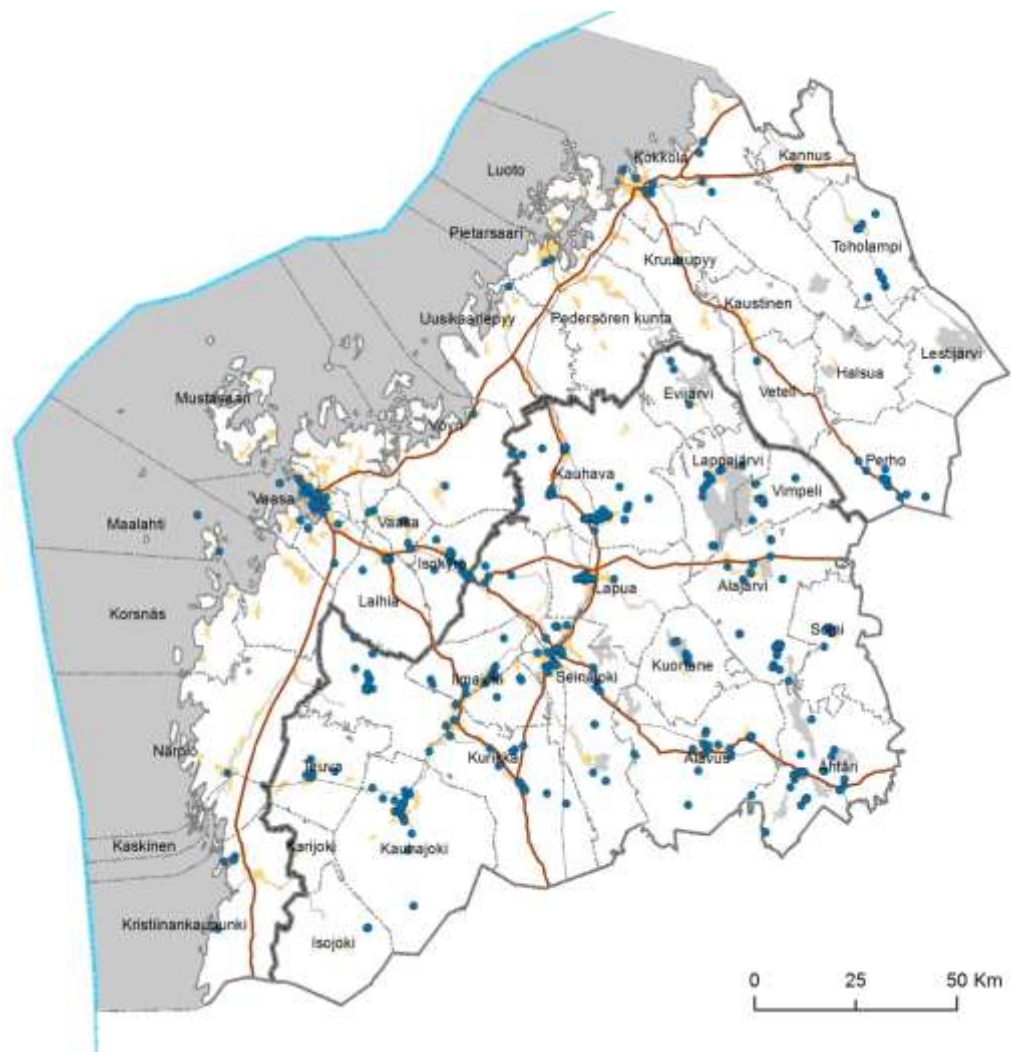 Kokkola
Kannus
Luoto
Pietarsaari
Toholampi
Kruunupyy
Kaustinen
Uusikaarlepyy
Pedersören kunta
Lestijärvi
Halsua
Evijärvi
Veteli
Mustasaari
Vöyri
Lappajärvi
Perho
Kauhava
Vimpeli
Vaasa
Maalahti
Vaasa
Isokyrö
Alajärvi
Lapua
Laihia
Korsnäs
Soini
Kuortane
Seinäjoki
Ilmajoki
Närpiö
Kurikka
Alavus
Ähtäri
Teuva
Kaskinen
Karijoki
Kauhajoki
Kristiinankaupunki
Isojoki
0 25 50 Km